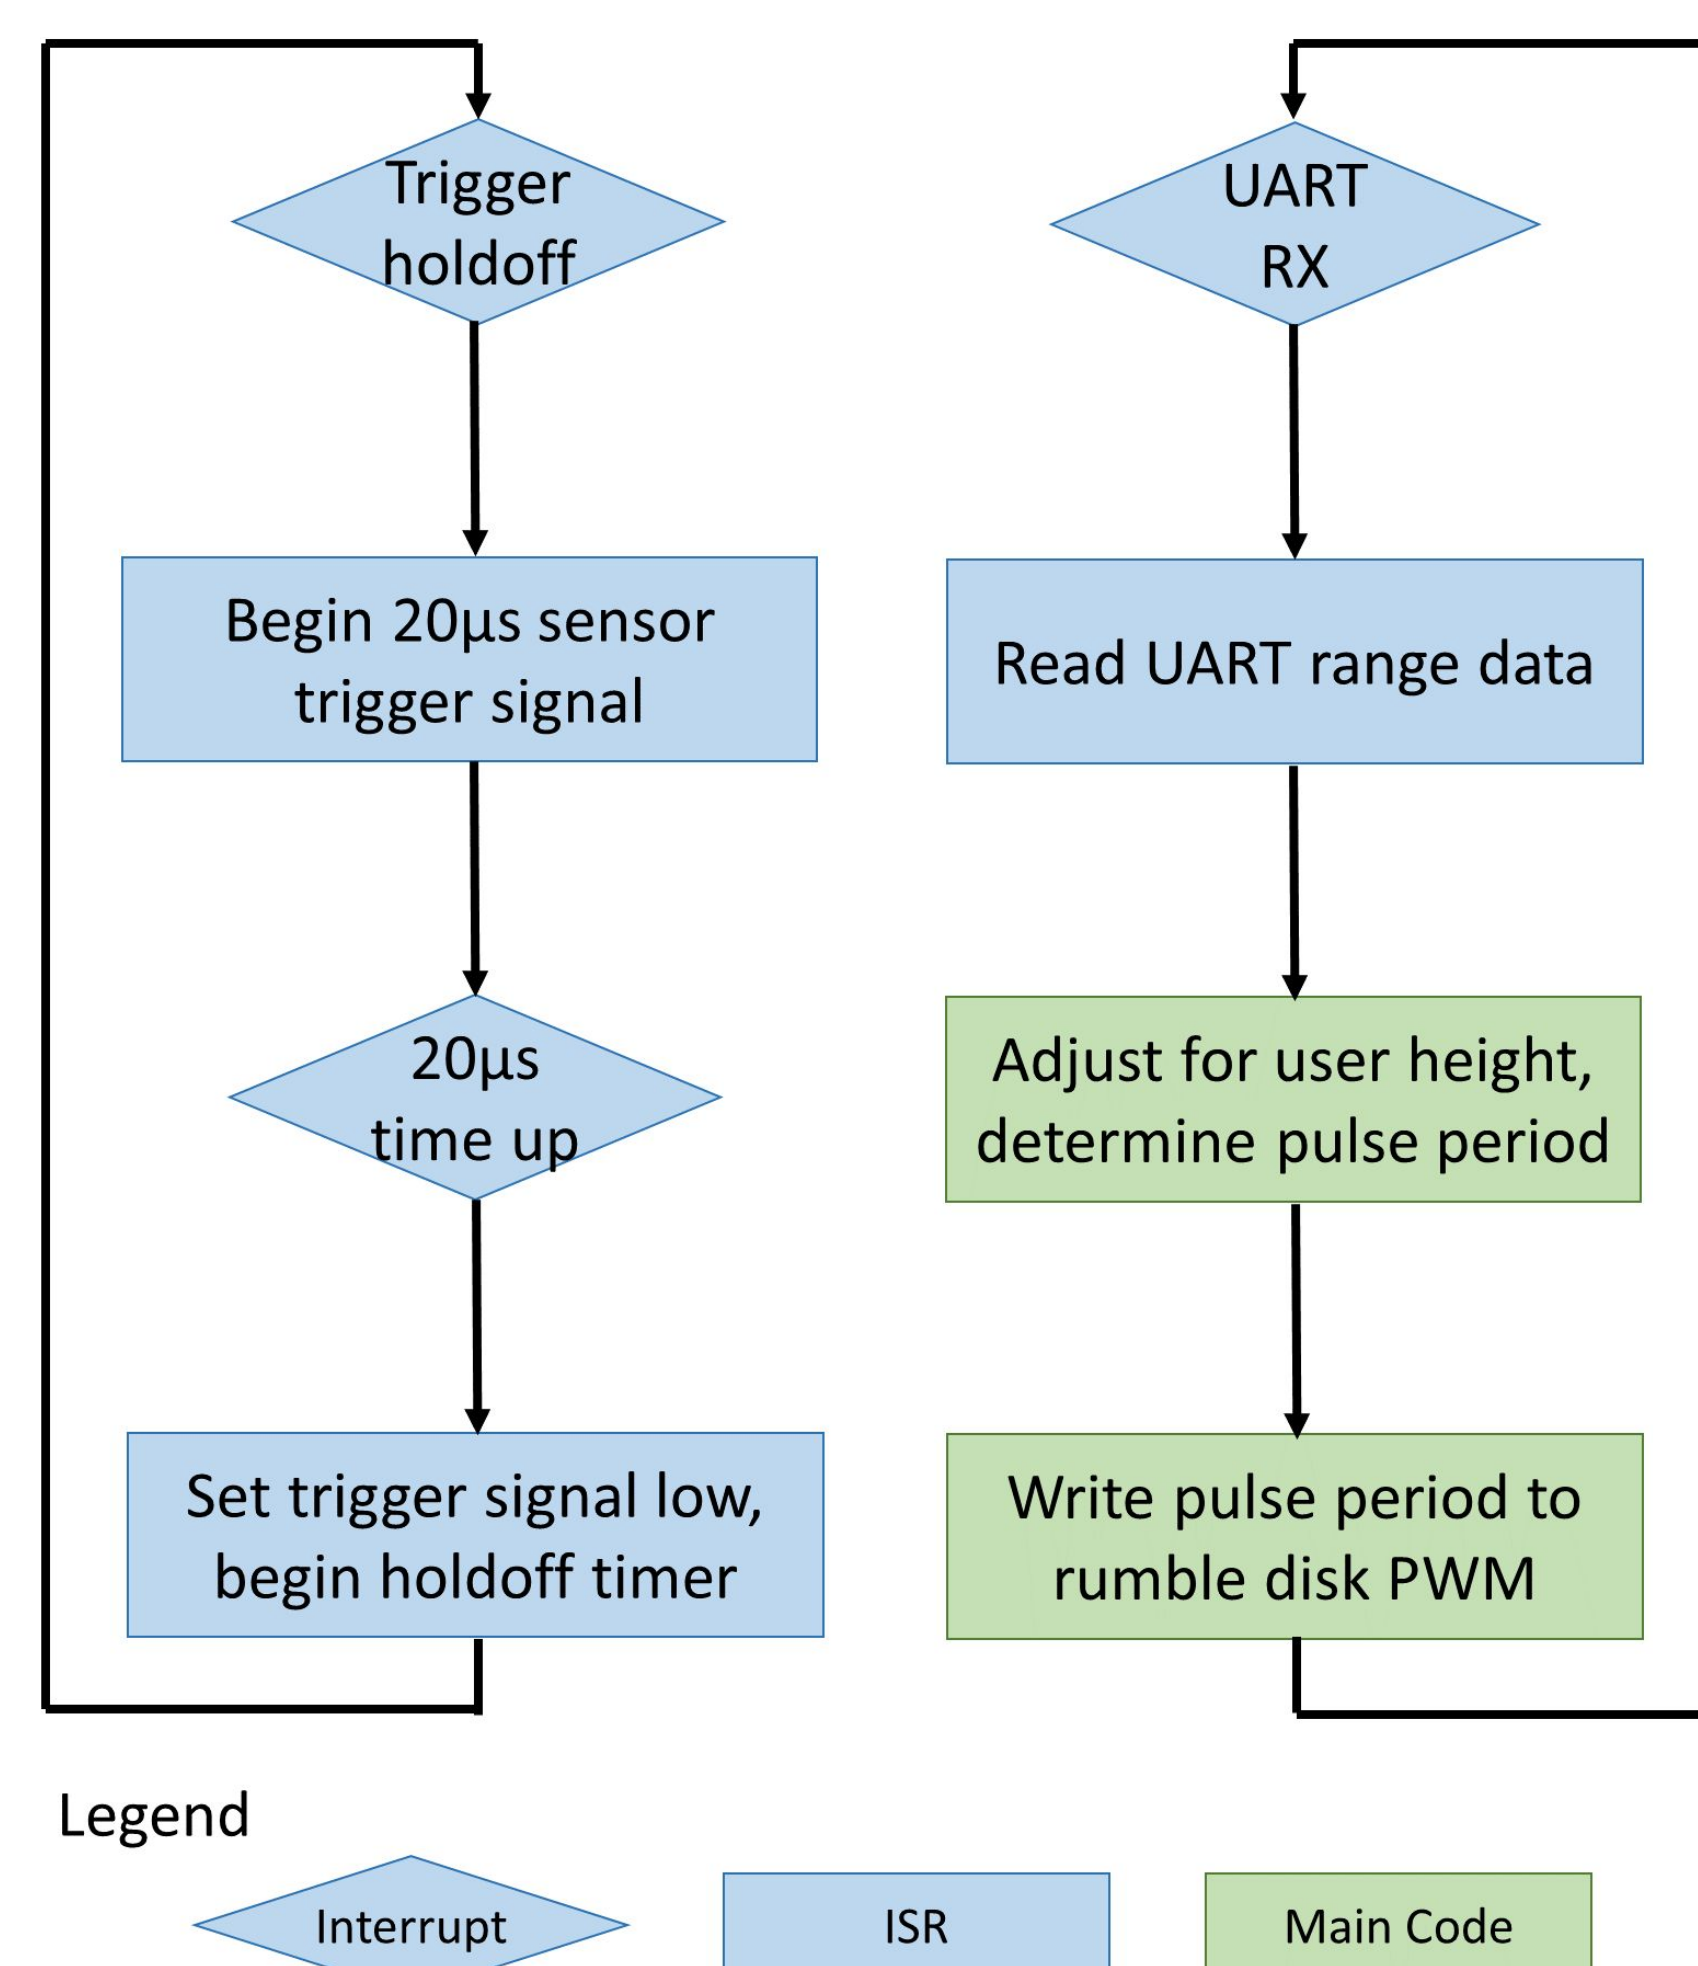 Trigger
holdoff
Begin 20µs sensor
trigger signal
20µs
time up
Set trigger signal low,
begin holdoff timer
UART
RX
Read UART range data
Adjust for user height,
determine pulse period
Write pulse period to
rumble disk PWM
Legend
Interrupt
ISR
Main Code